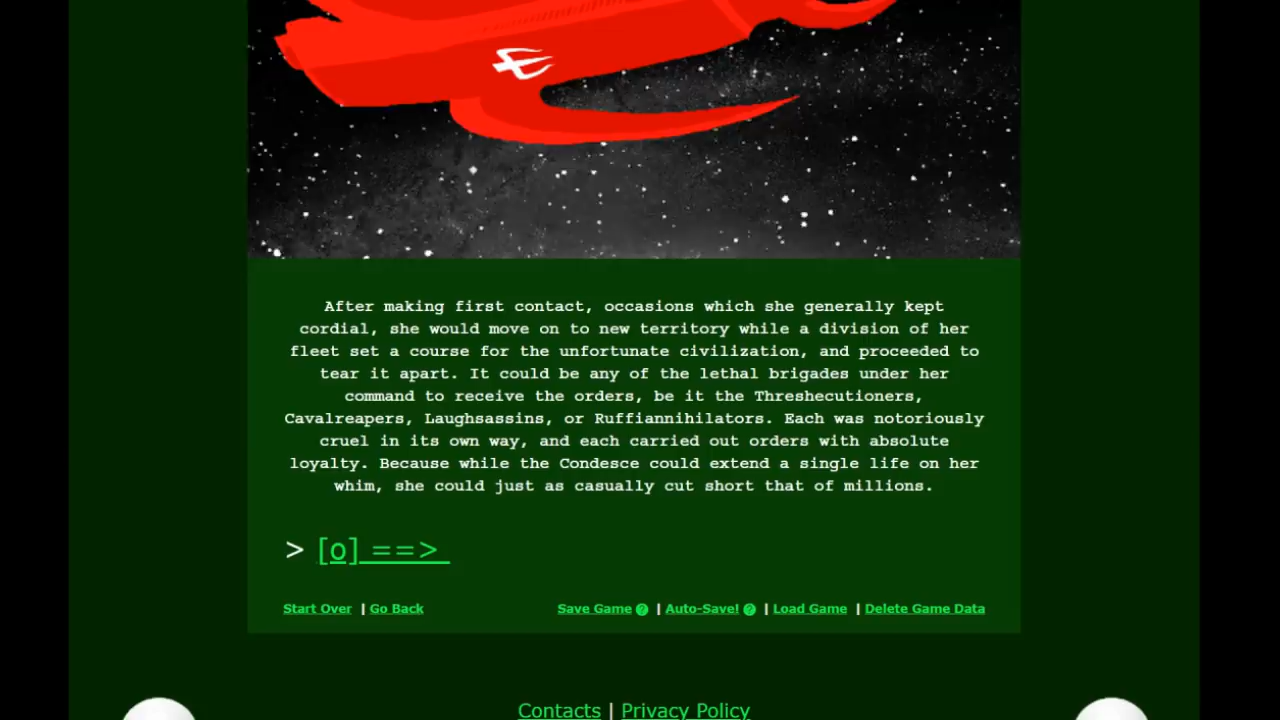 After making first contact, occasions which she generally kept
cordial, she would move on to new territory while a division of her
fleet set a course for the unfortunate civilization, and proceeded to
tear it apart. It could be any of the lethal brigades under her
command to receive the orders, be it the Threshecutioners,
Cavalreapers, Laughsassins, or Ruffiannihilators. Each was notoriously
cruel in its own way, and each carried out orders with absolute
loyalty. Because while the Condesce could extend a single life on her
whim, she could just as casually cut short that of millions.
> [o] ==>
Start Over | Go Back Save Game ? | Auto-Save! ? | Load Game | Delete Game Data
Contacts | Privacy Policy